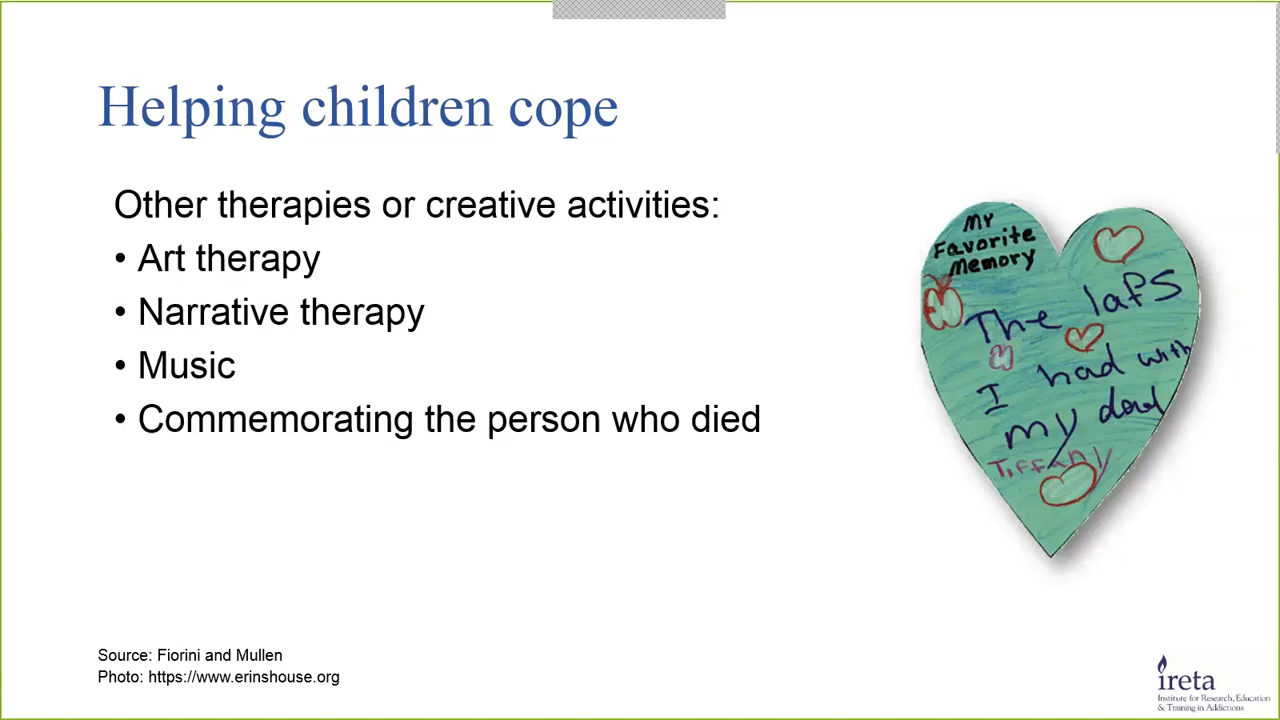 Helping children cope
Other therapies or creative activities:
• Art therapy
• Narrative therapy
• Music
• Commemorating the person who died
My
Favorite
Memory
The lafs
I had with
my dad
Tiffany
Source: Fiorini and Mullen
Photo: https://www.erinshouse.org
ireta
Institute for Research, Education
& Training in Addictions